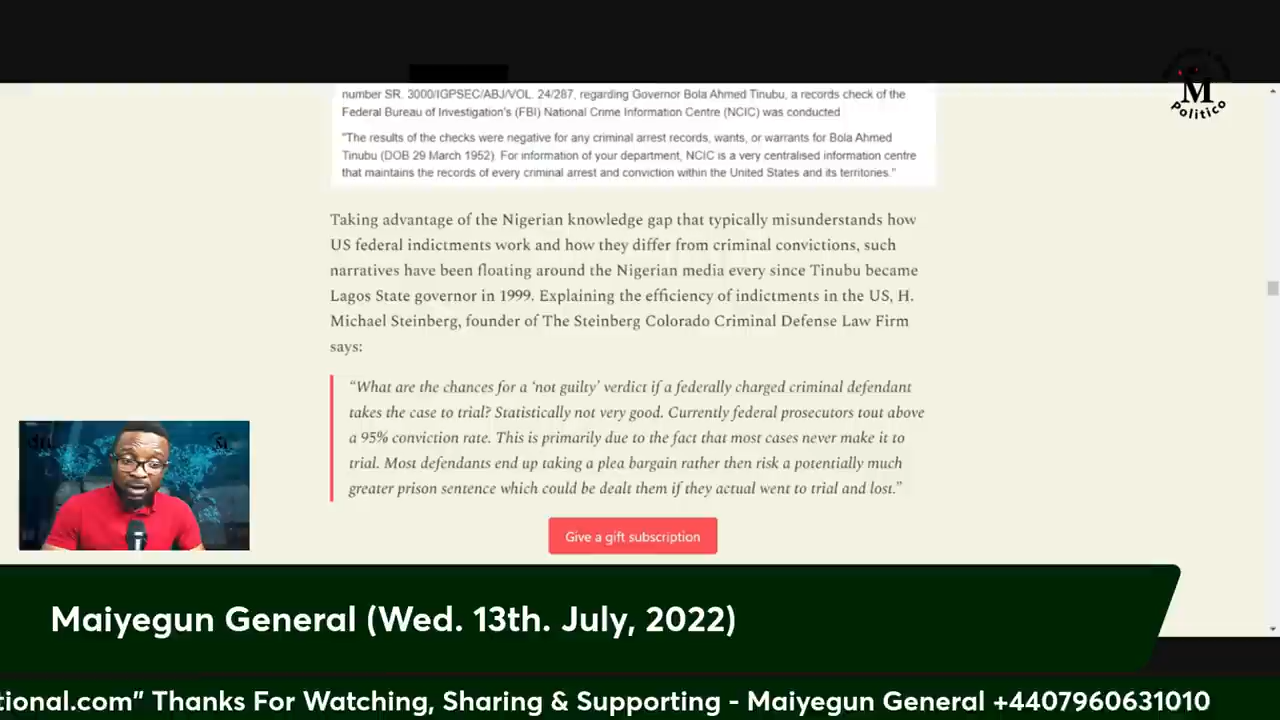 number SR. 3000/IGPSEC/ABJ/VOL. 24/287, regarding Governor Bola Ahmed Tinubu, a records check of the
Federal Bureau of Investigation's (FBI) National Crime Information Centre (NCIC) was conducted
"The results of the checks were negative for any criminal arrest records, wants, or warrants for Bola Ahmed
Tinubu (DOB 29 March 1952). For information of your department, NCIC is a very centralised information centre
that maintains the records of every criminal arrest and conviction within the United States and its territories."
M
Politico
Taking advantage of the Nigerian knowledge gap that typically misunderstands how
US federal indictments work and how they differ from criminal convictions, such
narratives have been floating around the Nigerian media every since Tinubu became
Lagos State governor in 1999. Explaining the efficiency of indictments in the US, H.
Michael Steinberg, founder of The Steinberg Colorado Criminal Defense Law Firm
says:
“What are the chances for a ‘not guilty’ verdict if a federally charged criminal defendant
takes the case to trial? Statistically not very good. Currently federal prosecutors tout above
a 95% conviction rate. This is primarily due to the fact that most cases never make it to
trial. Most defendants end up taking a plea bargain rather then risk a potentially much
greater prison sentence which could be dealt them if they actual went to trial and lost.”
Give a gift subscription
Maiyegun General (Wed. 13th. July, 2022)
tional.com” Thanks For Watching, Sharing & Supporting - Maiyegun General +4407960631010